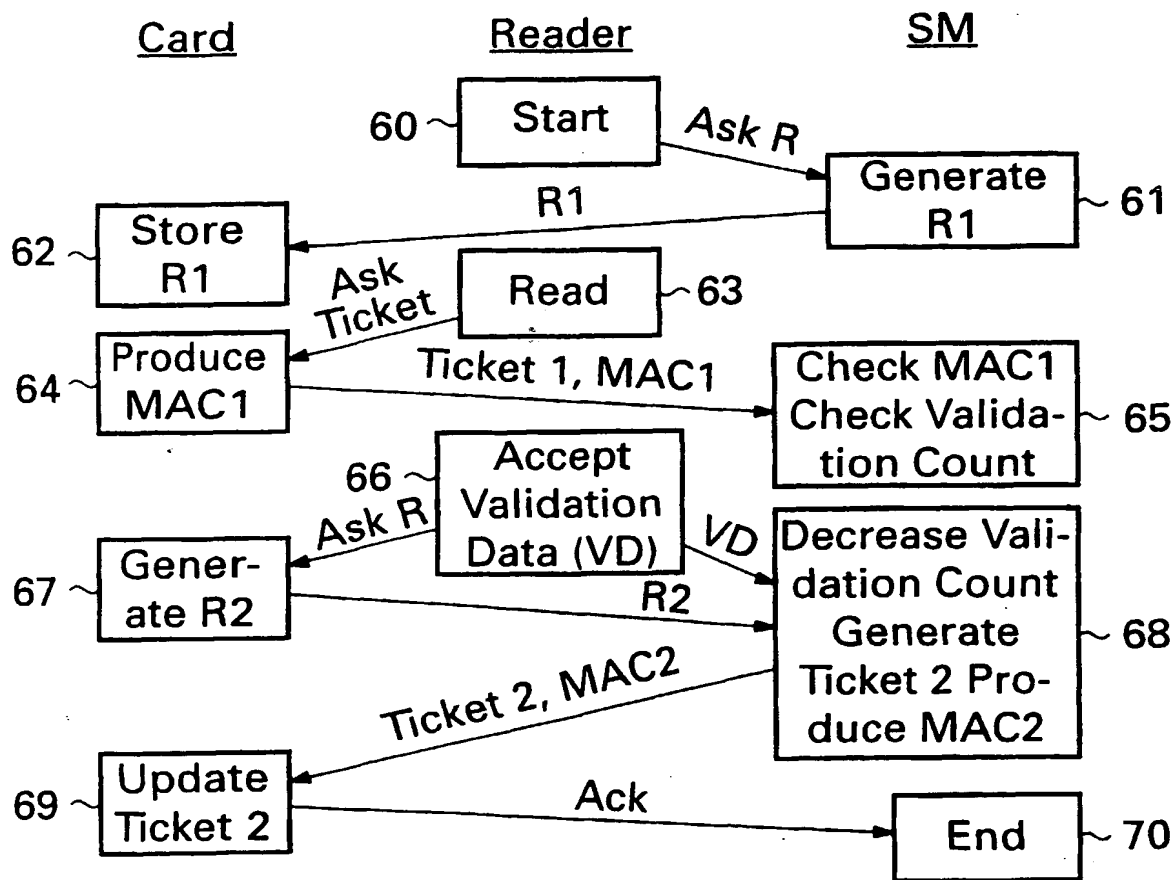 Card
Reader
SM
60
Start
Ask R
Generate
R1
61
R1
62
Store
R1
Ask
Ticket
Read
63
64
Produce
MAC1
Ticket 1, MAC1
Check MAC1
Check Valida-
tion Count
65
66
Accept
Validation
Data (VD)
Ask R
VD
67
Gener-
ate R2
R2
Decrease Vali-
dation Count
Generate
Ticket 2 Pro-
duce MAC2
68
Ticket 2, MAC2
69
Update
Ticket 2
Ack
End
70